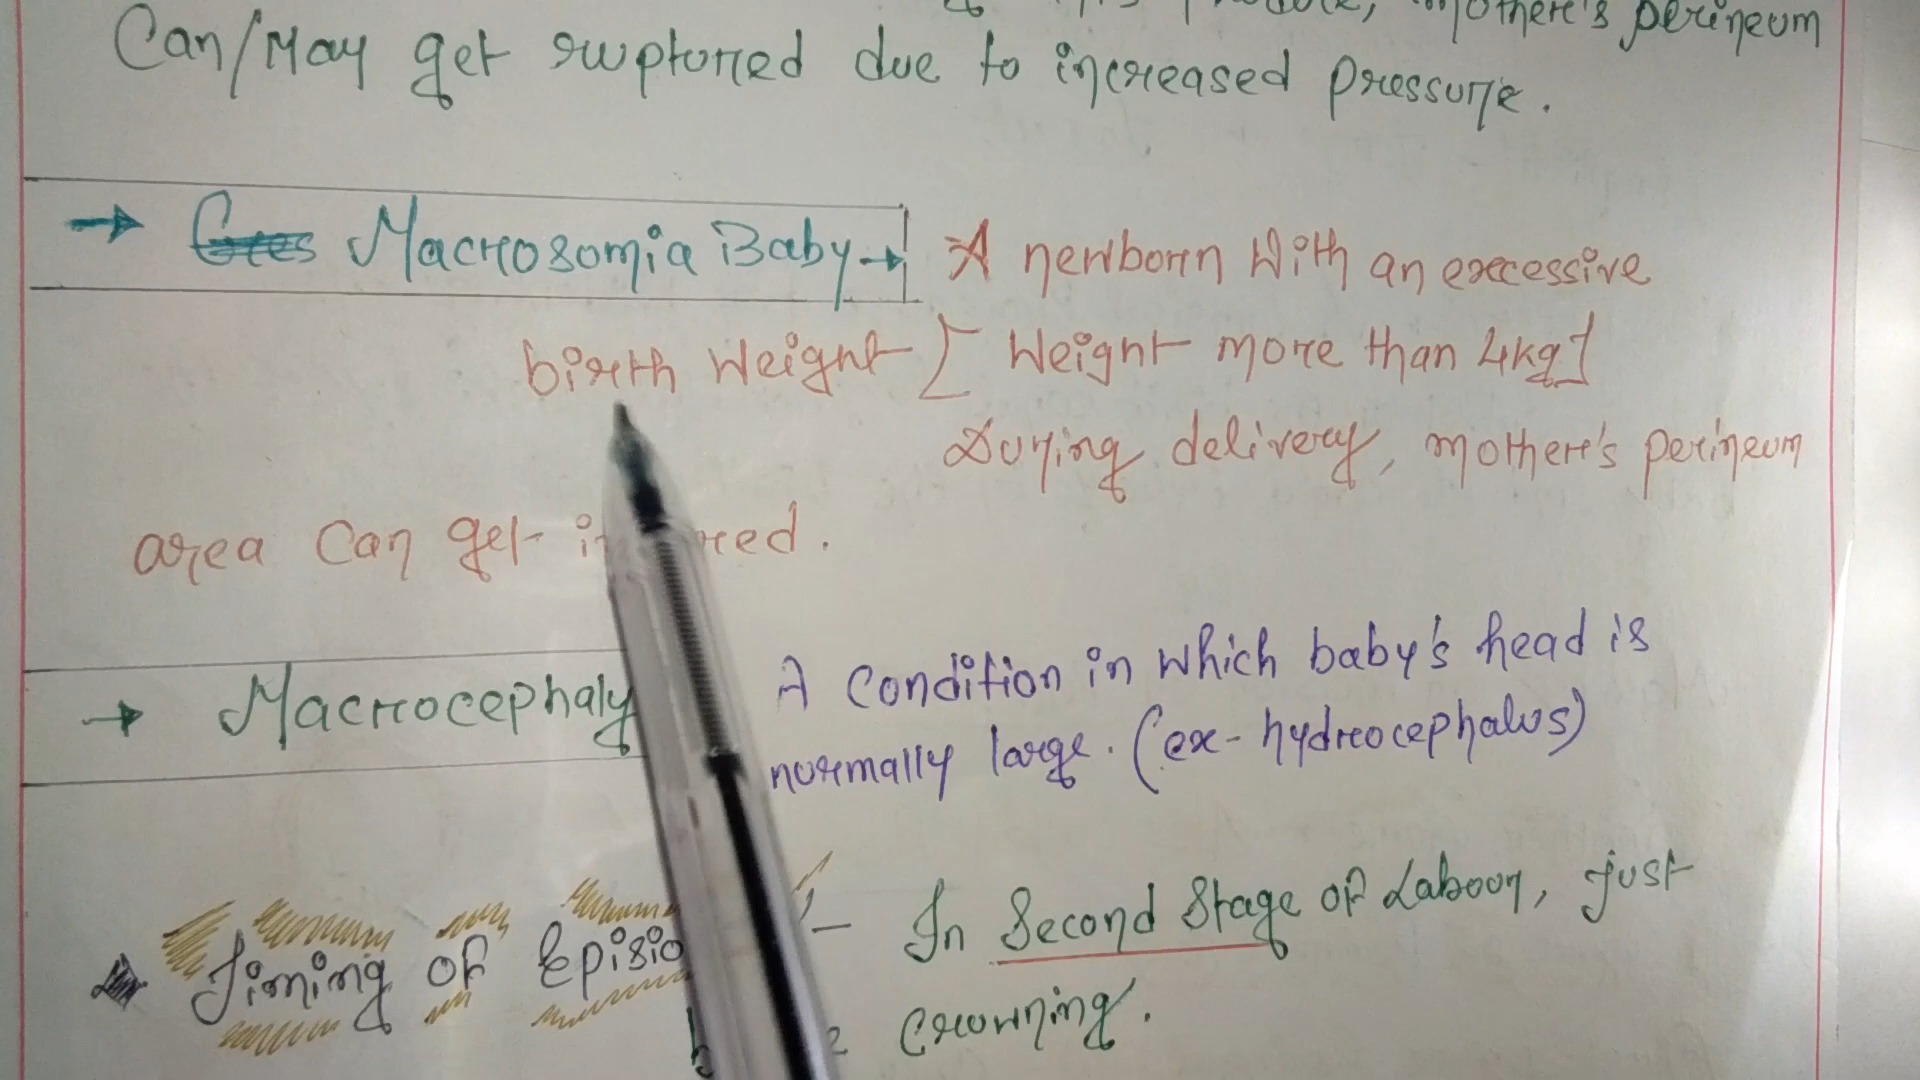 mother's perineum
Can/May get ruptured due to increased pressure.
→ Macrosomia Baby → A newborn With an excessive
birth Weight [ Weight more than 4kg]
During delivery, mother's perineum
area Can get
→ Macrocephaly A Condition in which baby's head is
normally large. (ex- hydrocephalus)
Timing of Episio :- In Second Stage of Labour, just
crowning.